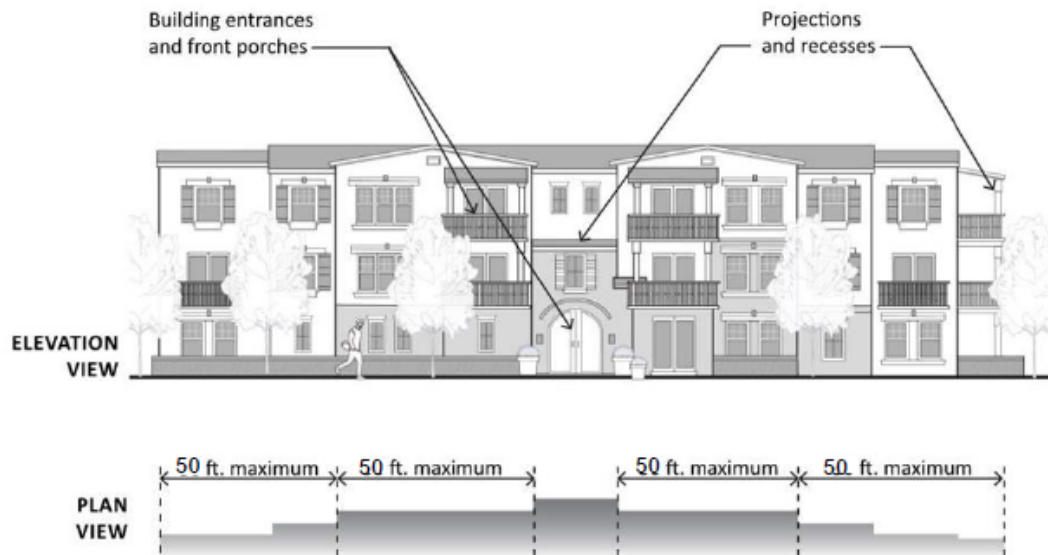 Building entrances
and front porches
Projections
and recesses
ELEVATION
VIEW
50 ft. maximum
50 ft. maximum
50 ft. maximum
50 ft. maximum
PLAN
VIEW